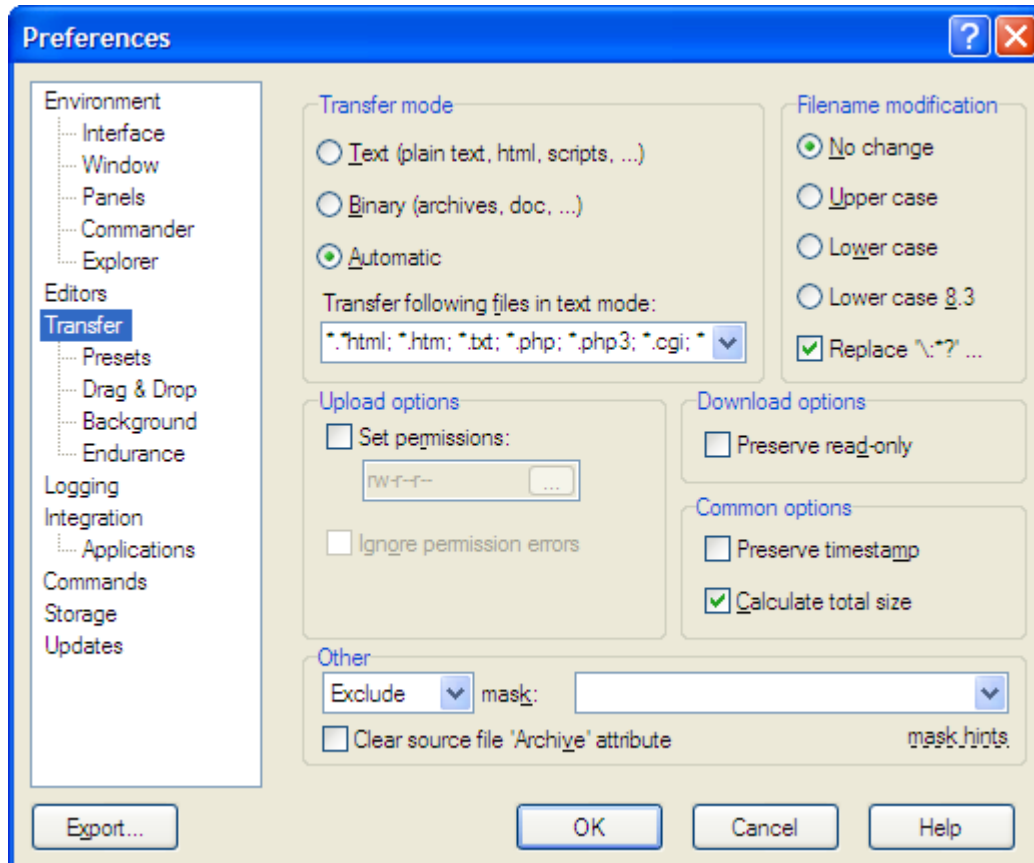 Preferences
Environment
Interface
Window
Panels
Commander
Explorer
Editors
Transfer
Presets
Drag & Drop
Background
Endurance
Logging
Integration
Applications
Commands
Storage
Updates
Transfer mode
Text (plain text, html, scripts, ...)
Binary (archives, doc, ...)
Automatic
Transfer following files in text mode:
*.*html; *.htm; *.txt; *.php; *.php3; *.cgi; *
Filename modification
No change
Upper case
Lower case
Lower case 8.3
Replace '\:*?' ...
Upload options
Set permissions:
rw-r--r--
...
Ignore permission errors
Download options
Preserve read-only
Common options
Preserve timestamp
Calculate total size
Other
Exclude mask:
Clear source file 'Archive' attribute
mask hints
Export... OK Cancel Help